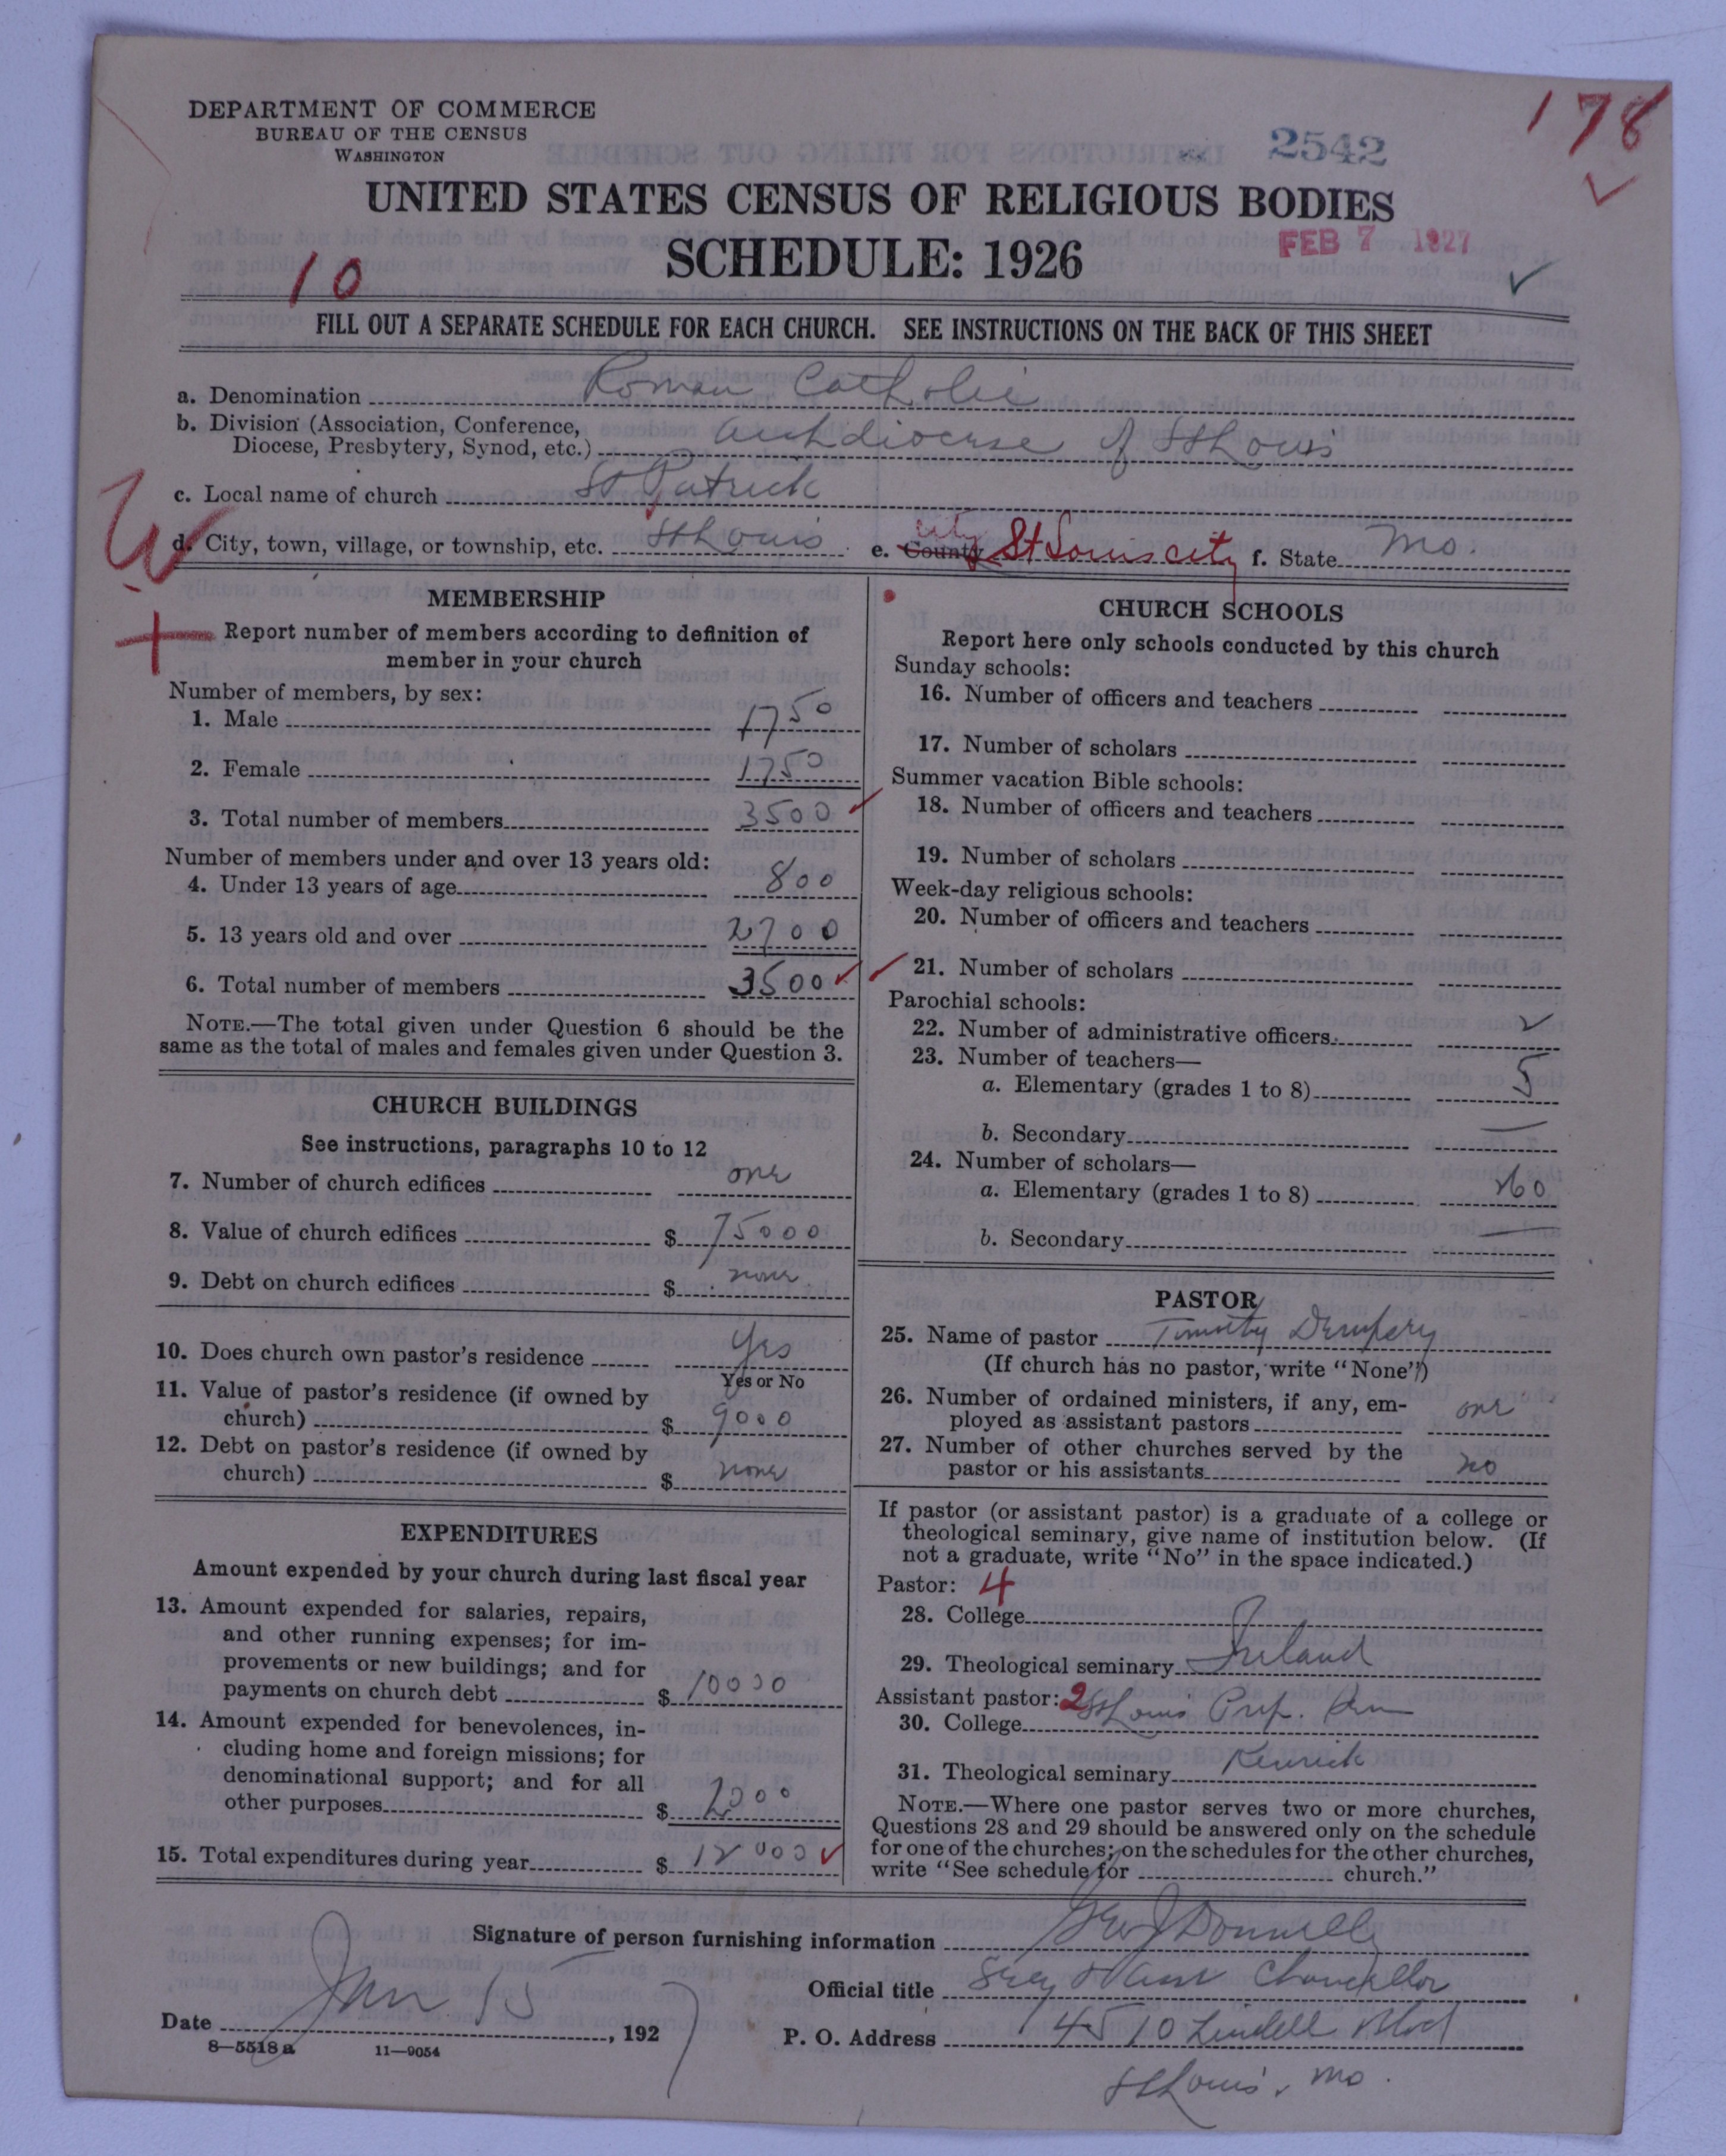 DEPARTMENT OF COMMERCE
BUREAU OF THE CENSUS
WASHINGTON
2542
178
UNITED STATES CENSUS OF RELIGIOUS BODIES
SCHEDULE: 1926
FEB 7 1927
10
FILL OUT A SEPARATE SCHEDULE FOR EACH CHURCH. SEE INSTRUCTIONS ON THE BACK OF THIS SHEET
a. Denomination Roman Catholic
b. Division (Association, Conference,
Diocese, Presbytery, Synod, etc.) Archdiocese of St Louis
c. Local name of church St Patrick
W
d. City, town, village, or township, etc. St Louis e. County City St Louis city f. State Mo.
MEMBERSHIP
Report number of members according to definition of
member in your church
Number of members, by sex:
1. Male 1750
2. Female 1750
3. Total number of members 3500
Number of members under and over 13 years old:
4. Under 13 years of age 800
5. 13 years old and over 2700
6. Total number of members 3500
NOTE.—The total given under Question 6 should be the
same as the total of males and females given under Question 3.
CHURCH BUILDINGS
See instructions, paragraphs 10 to 12
7. Number of church edifices one
8. Value of church edifices $ 75000
9. Debt on church edifices $ none
10. Does church own pastor's residence Yes
Yes or No
11. Value of pastor's residence (if owned by
church) $ 9000
12. Debt on pastor's residence (if owned by
church) $ none
EXPENDITURES
Amount expended by your church during last fiscal year
13. Amount expended for salaries, repairs,
and other running expenses; for im-
provements or new buildings; and for
payments on church debt $ 10000
14. Amount expended for benevolences, in-
cluding home and foreign missions; for
denominational support; and for all
other purposes $ 2000
15. Total expenditures during year $ 12000
CHURCH SCHOOLS
Report here only schools conducted by this church
Sunday schools:
16. Number of officers and teachers
17. Number of scholars
Summer vacation Bible schools:
18. Number of officers and teachers
19. Number of scholars
Week-day religious schools:
20. Number of officers and teachers
21. Number of scholars
Parochial schools:
22. Number of administrative officers 2
23. Number of teachers—
a. Elementary (grades 1 to 8) 5
b. Secondary —
24. Number of scholars—
a. Elementary (grades 1 to 8) 260
b. Secondary —
PASTOR
25. Name of pastor Timothy Dempsey
(If church has no pastor, write "None")
26. Number of ordained ministers, if any, em-
ployed as assistant pastors one
27. Number of other churches served by the
pastor or his assistants no
If pastor (or assistant pastor) is a graduate of a college or
theological seminary, give name of institution below. (If
not a graduate, write "No" in the space indicated.)
Pastor: 4
28. College
29. Theological seminary Ireland
Assistant pastor: 2
30. College St Louis Prep. Sem
31. Theological seminary Kenrick
NOTE.—Where one pastor serves two or more churches,
Questions 28 and 29 should be answered only on the schedule
for one of the churches; on the schedules for the other churches,
write "See schedule for church."
Signature of person furnishing information Geo J Donnelly
Official title Chancellor
Date Jan 15, 1927
P. O. Address 4510 Lindell Blvd
St Louis, Mo.
8—5518a 11—9054